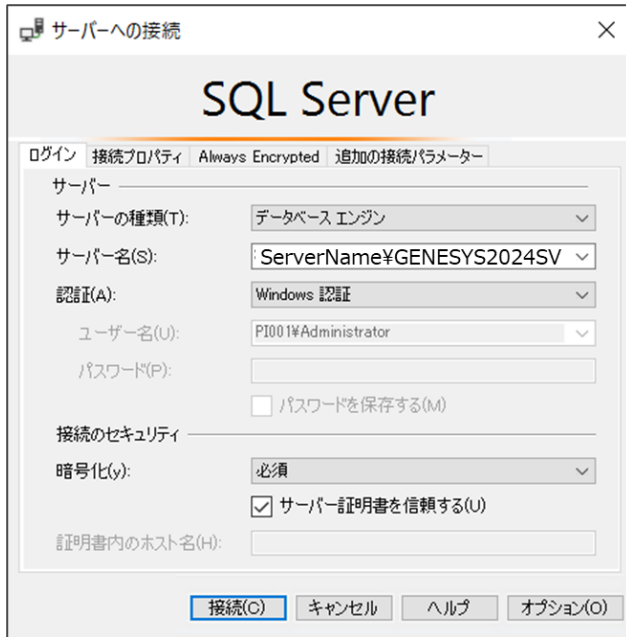 サーバーへの接続
SQL Server
ログイン 接続プロパティ Always Encrypted 追加の接続パラメーター
サーバー
サーバーの種類(T): データベース エンジン
サーバー名(S): ServerName¥GENESYS2024SV
認証(A): Windows 認証
ユーザー名(U): PI001¥Administrator
パスワード(P):
パスワードを保存する(M)
接続のセキュリティ
暗号化(y): 必須
サーバー証明書を信頼する(U)
証明書内のホスト名(H):
接続(C) キャンセル ヘルプ オプション(O)